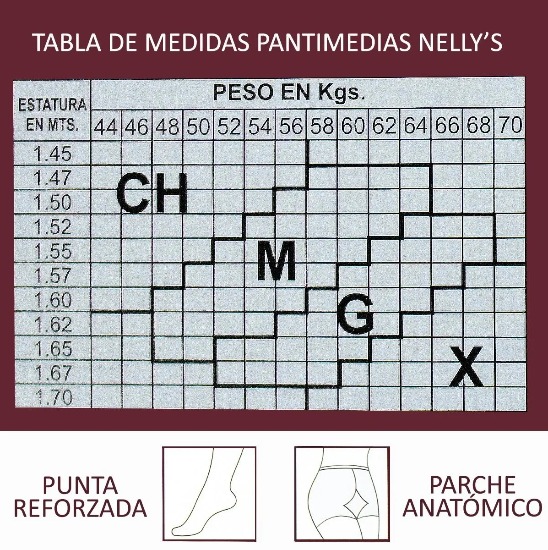 TABLA DE MEDIDAS PANTIMEDIAS NELLY'S
PESO EN Kgs.
ESTATURA
EN MTS.
44 46 48 50 52 54 56 58 60 62 64 66 68 70
1.45
1.47
1.50
1.52
1.55
1.57
1.60
1.62
1.65
1.67
1.70
CH
M
G
X
PUNTA
REFORZADA
PARCHE
ANATÓMICO